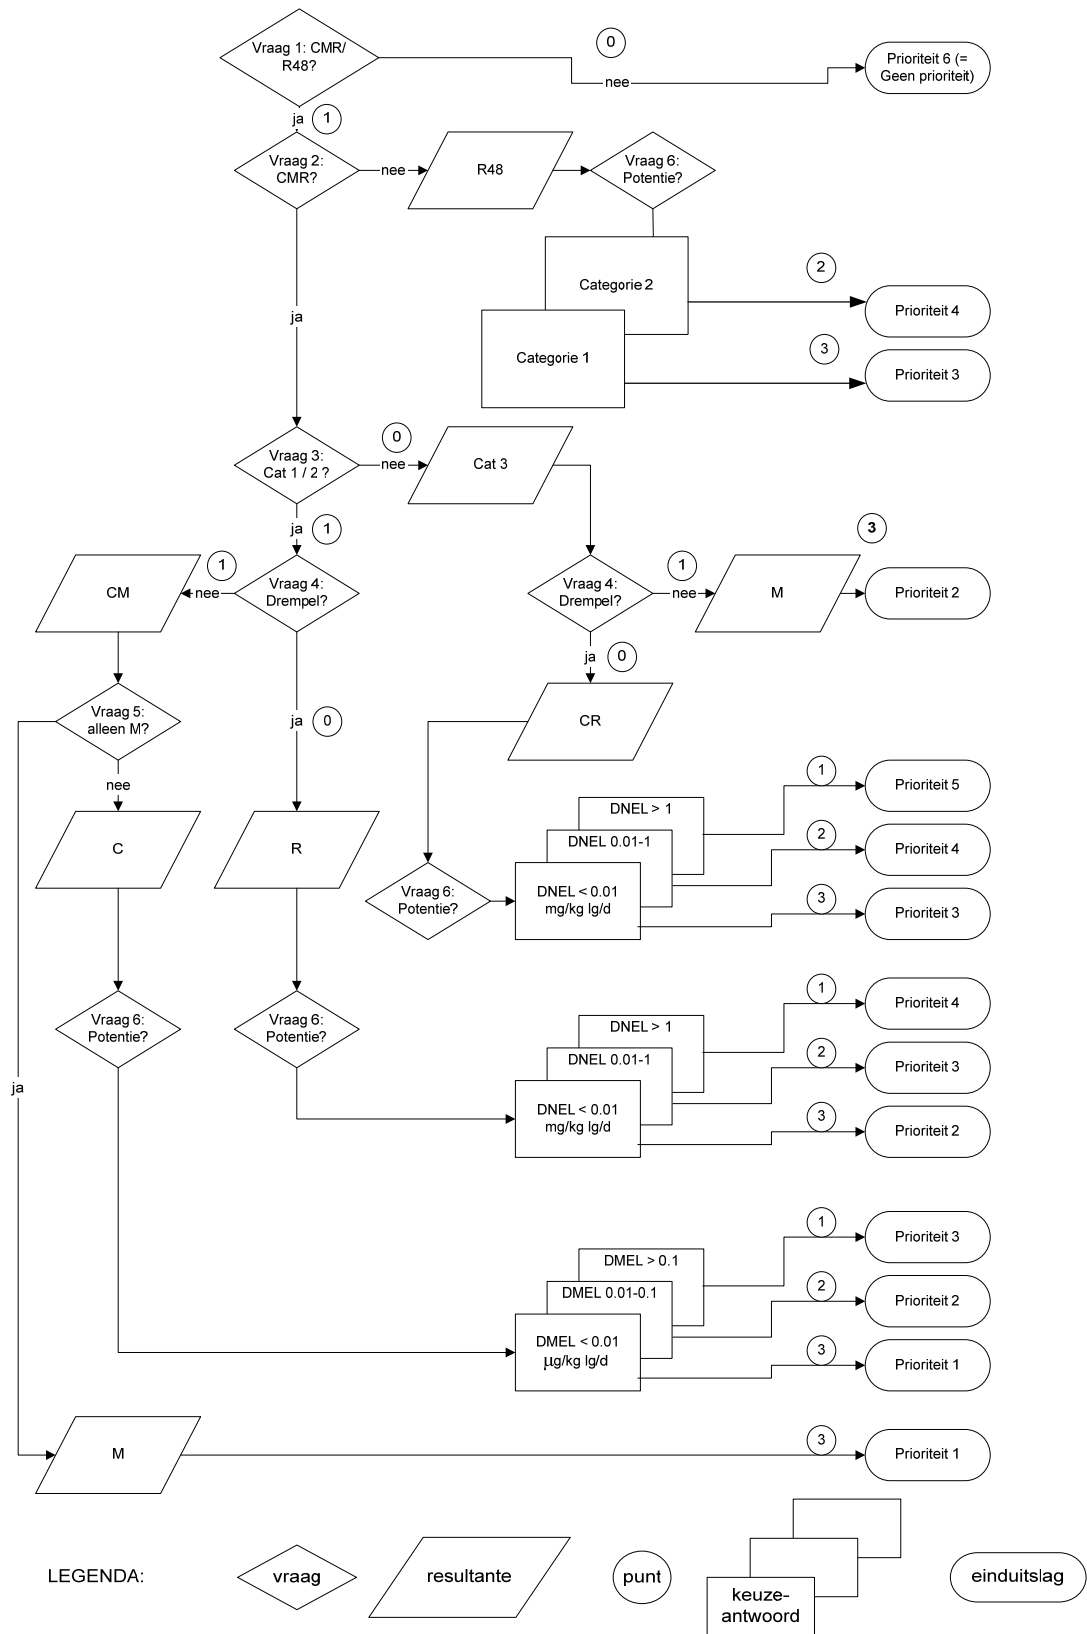 Vraag 1: CMR/
R48?
0
nee
Prioriteit 6 (=
Geen prioriteit)
ja
1
Vraag 2:
CMR?
nee
R48
Vraag 6:
Potentie?
ja
Categorie 2
2
Prioriteit 4
Categorie 1
3
Prioriteit 3
Vraag 3:
Cat 1 / 2 ?
0
nee
Cat 3
ja
1
CM
1
nee
Vraag 4:
Drempel?
Vraag 4:
Drempel?
1
nee
M
3
Prioriteit 2
ja
0
CR
Vraag 5:
alleen M?
ja
0
nee
C
R
Vraag 6:
Potentie?
DNEL > 1
DNEL 0.01-1
DNEL < 0.01
mg/kg lg/d
1
Prioriteit 5
2
Prioriteit 4
3
Prioriteit 3
Vraag 6:
Potentie?
Vraag 6:
Potentie?
DNEL > 1
DNEL 0.01-1
DNEL < 0.01
mg/kg lg/d
1
Prioriteit 4
2
Prioriteit 3
3
Prioriteit 2
ja
DMEL > 0.1
DMEL 0.01-0.1
DMEL < 0.01
µg/kg lg/d
1
Prioriteit 3
2
Prioriteit 2
3
Prioriteit 1
M
3
Prioriteit 1
LEGENDA:
vraag
resultante
punt
keuze-
antwoord
einduitslag